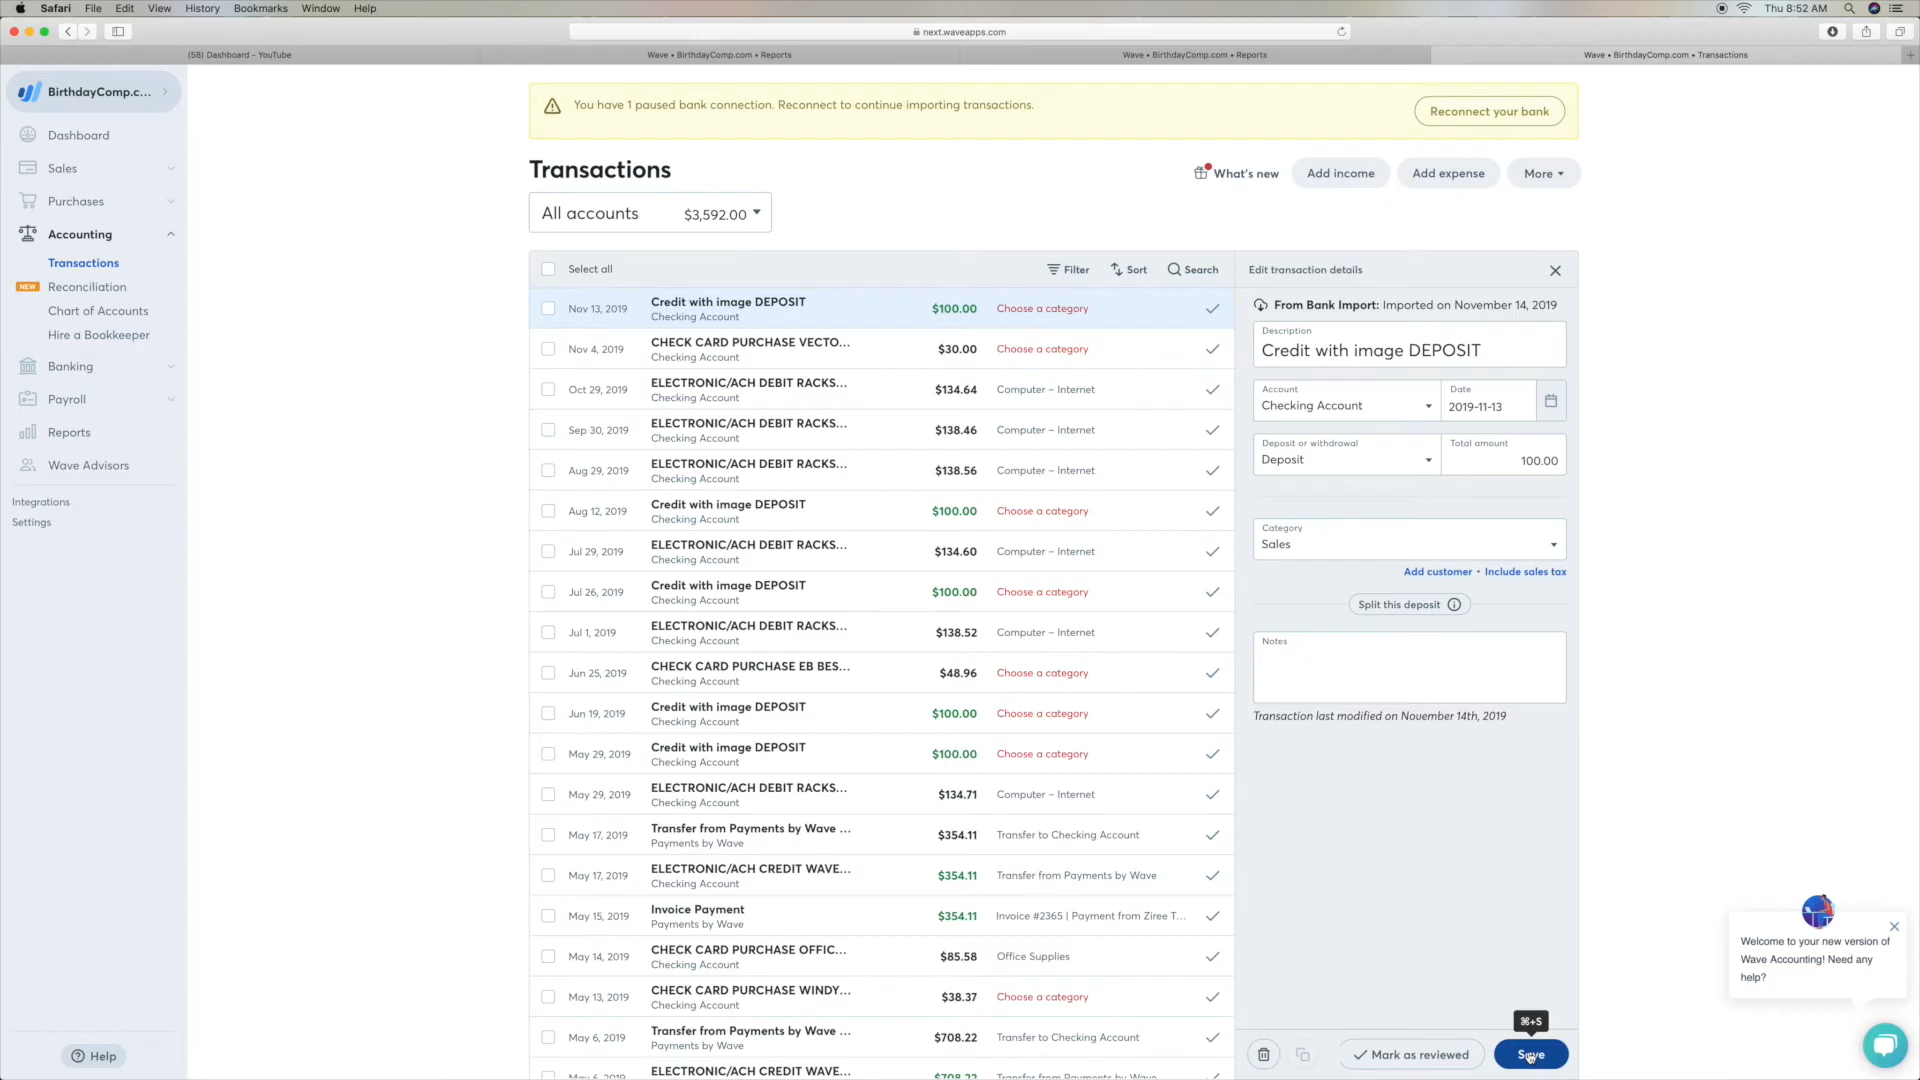 Safari File Edit View History Bookmarks Window Help Thu 8:52 AM
next.waveapps.com
(58) Dashboard - YouTube Wave • BirthdayComp.com • Reports Wave • BirthdayComp.com • Reports Wave • BirthdayComp.com • Transactions
BirthdayComp.c...
Dashboard
Sales
Purchases
Accounting
Transactions
NEW Reconciliation
Chart of Accounts
Hire a Bookkeeper
Banking
Payroll
Reports
Wave Advisors
Integrations
Settings
Help
You have 1 paused bank connection. Reconnect to continue importing transactions.
Reconnect your bank
Transactions
What's new Add income Add expense More
All accounts $3,592.00
Select all Filter Sort Search
Nov 13, 2019 Credit with image DEPOSIT $100.00 Choose a category
Checking Account
Nov 4, 2019 CHECK CARD PURCHASE VECTO... $30.00 Choose a category
Checking Account
Oct 29, 2019 ELECTRONIC/ACH DEBIT RACKS... $134.64 Computer – Internet
Checking Account
Sep 30, 2019 ELECTRONIC/ACH DEBIT RACKS... $138.46 Computer – Internet
Checking Account
Aug 29, 2019 ELECTRONIC/ACH DEBIT RACKS... $138.56 Computer – Internet
Checking Account
Aug 12, 2019 Credit with image DEPOSIT $100.00 Choose a category
Checking Account
Jul 29, 2019 ELECTRONIC/ACH DEBIT RACKS... $134.60 Computer – Internet
Checking Account
Jul 26, 2019 Credit with image DEPOSIT $100.00 Choose a category
Checking Account
Jul 1, 2019 ELECTRONIC/ACH DEBIT RACKS... $138.52 Computer – Internet
Checking Account
Jun 25, 2019 CHECK CARD PURCHASE EB BES... $48.96 Choose a category
Checking Account
Jun 19, 2019 Credit with image DEPOSIT $100.00 Choose a category
Checking Account
May 29, 2019 Credit with image DEPOSIT $100.00 Choose a category
Checking Account
May 29, 2019 ELECTRONIC/ACH DEBIT RACKS... $134.71 Computer – Internet
Checking Account
May 17, 2019 Transfer from Payments by Wave ... $354.11 Transfer to Checking Account
Payments by Wave
May 17, 2019 ELECTRONIC/ACH CREDIT WAVE... $354.11 Transfer from Payments by Wave
Checking Account
May 15, 2019 Invoice Payment $354.11 Invoice #2365 | Payment from Ziree T...
Payments by Wave
May 14, 2019 CHECK CARD PURCHASE OFFIC... $85.58 Office Supplies
Checking Account
May 13, 2019 CHECK CARD PURCHASE WINDY... $38.37 Choose a category
Checking Account
May 6, 2019 Transfer from Payments by Wave ... $708.22 Transfer to Checking Account
Payments by Wave
May 6, 2019 ELECTRONIC/ACH CREDIT WAVE... $708.22 Transfer from Payments by Wave
Edit transaction details
From Bank Import: Imported on November 14, 2019
Description
Credit with image DEPOSIT
Account Date
Checking Account 2019-11-13
Deposit or withdrawal Total amount
Deposit 100.00
Category
Sales
Add customer • Include sales tax
Split this deposit
Notes
Transaction last modified on November 14th, 2019
⌘+S
Mark as reviewed Save
Welcome to your new version of
Wave Accounting! Need any
help?